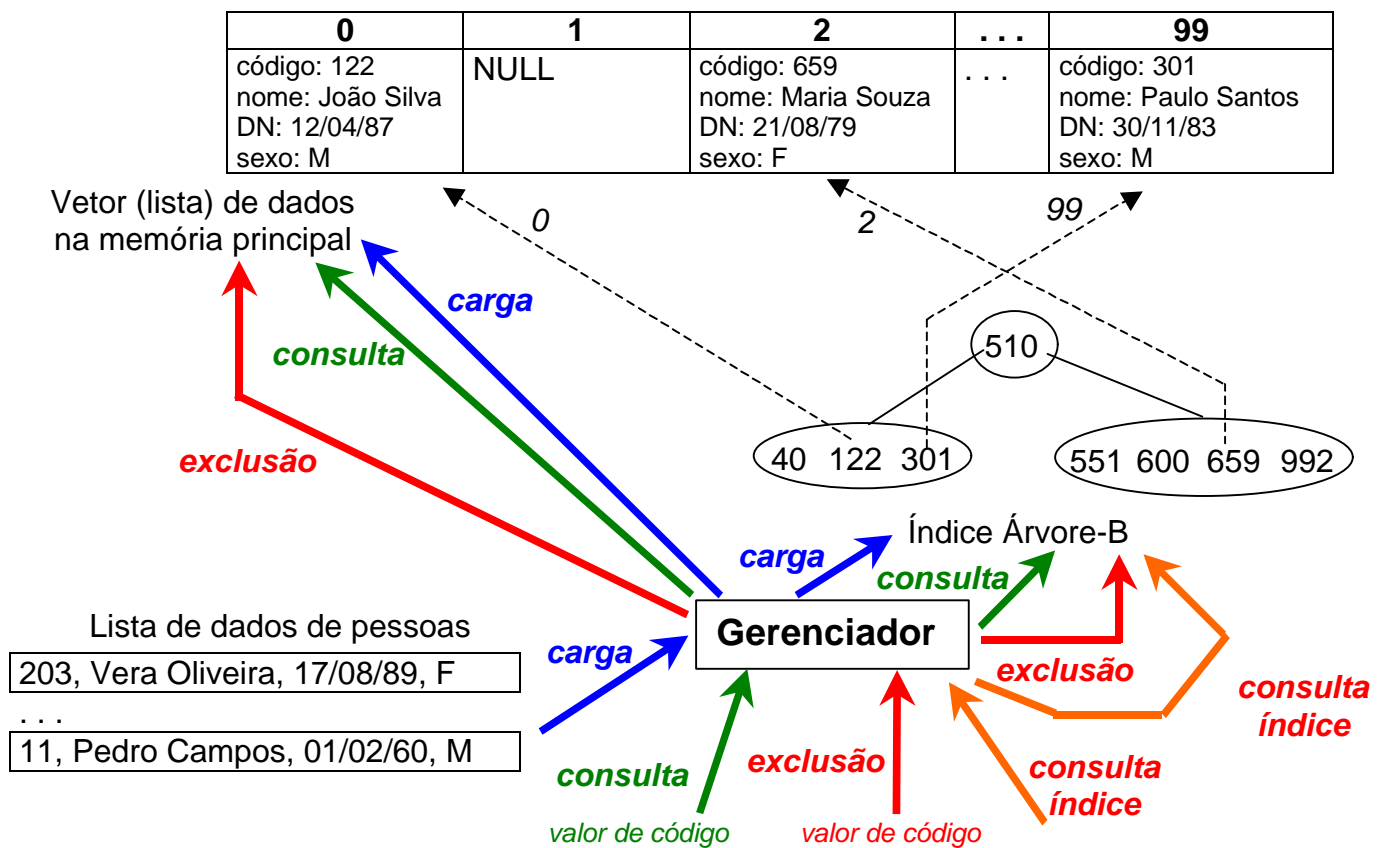 0 1 2 . . . 99
código: 122 NULL código: 659 . . . código: 301
nome: João Silva nome: Maria Souza nome: Paulo Santos
DN: 12/04/87 DN: 21/08/79 DN: 30/11/83
sexo: M sexo: F sexo: M
Vetor (lista) de dados
na memória principal
0
2
99
carga
consulta
510
exclusão
40 122 301
551 600 659 992
Índice Árvore-B
carga
consulta
Lista de dados de pessoas
Gerenciador
carga
203, Vera Oliveira, 17/08/89, F
exclusão
consulta
índice
. . .
11, Pedro Campos, 01/02/60, M
consulta
exclusão
consulta
índice
valor de código
valor de código